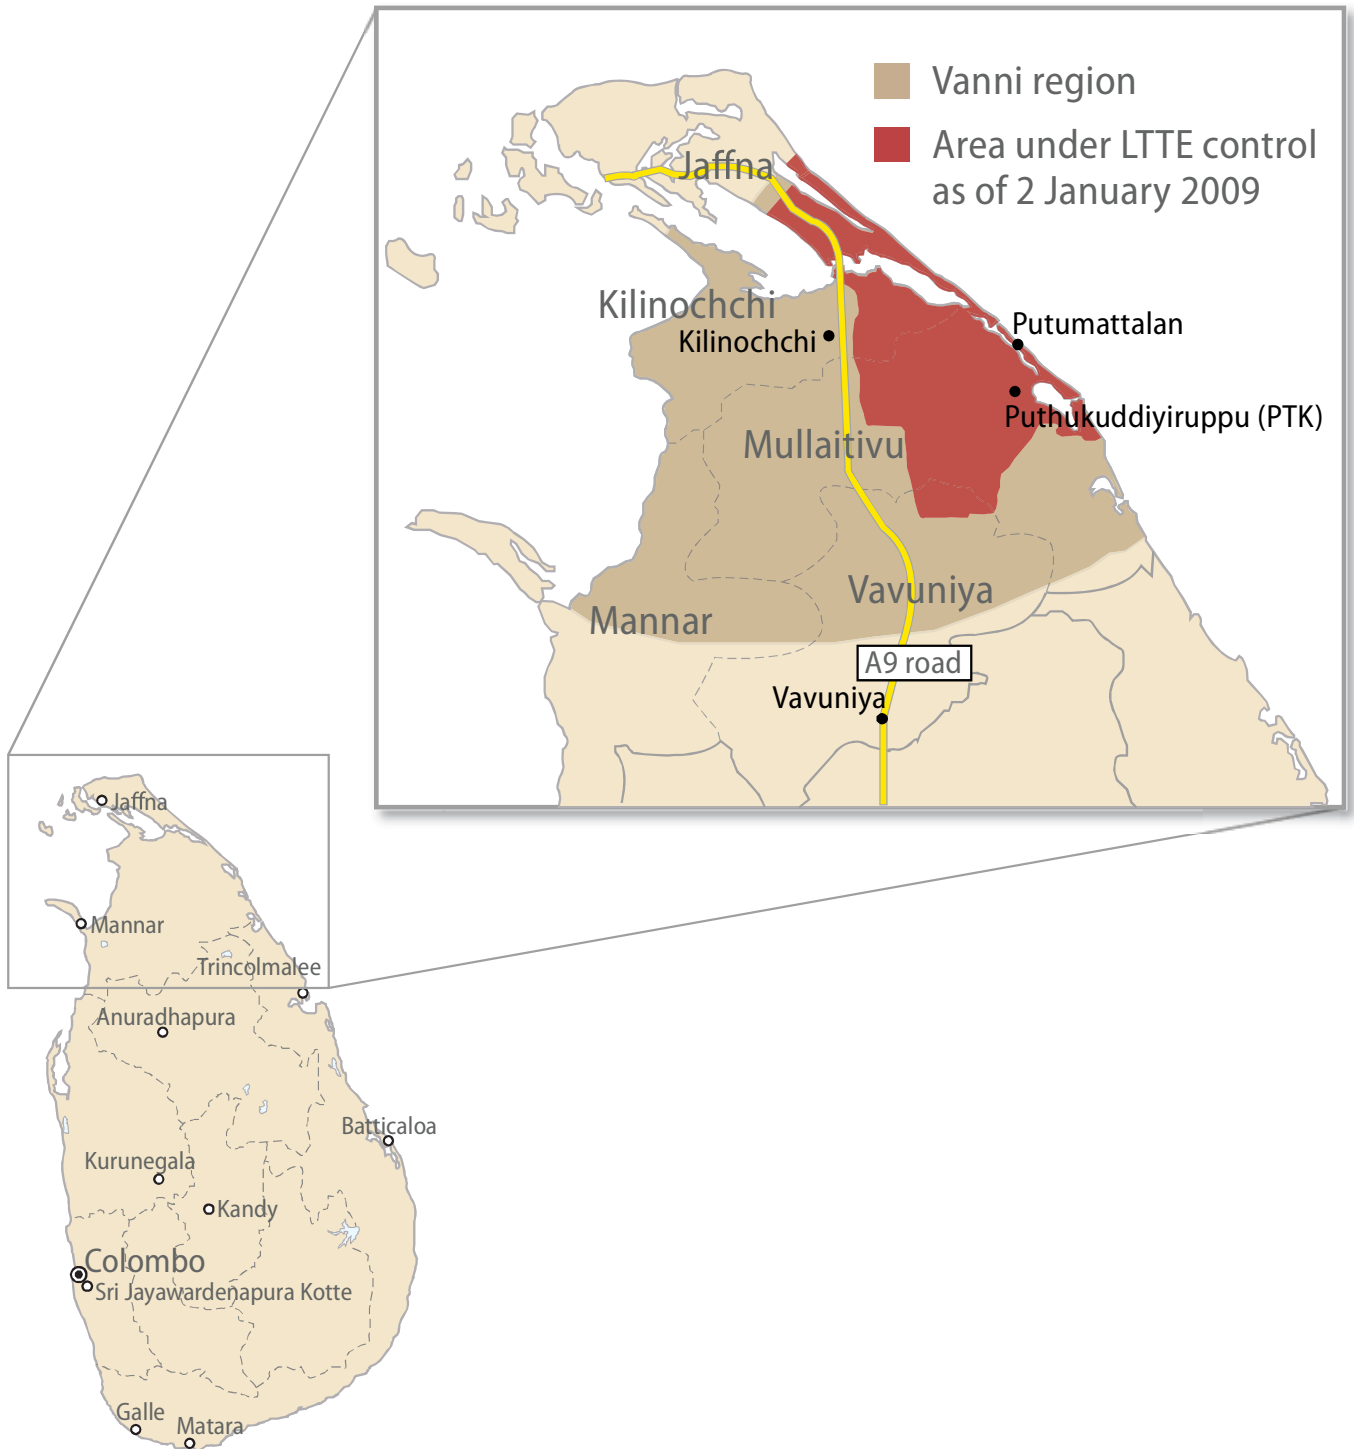 Vanni region
Area under LTTE control
as of 2 January 2009
Jaffna
Kilinochchi
Kilinochchi
Putumattalan
Puthukuddiyiruppu (PTK)
Mullaitivu
Vavuniya
Mannar
A9 road
Vavuniya
Jaffna
Mannar
Trincolmalee
Anuradhapura
Batticaloa
Kurunegala
Kandy
Colombo
Sri Jayawardenapura Kotte
Galle
Matara